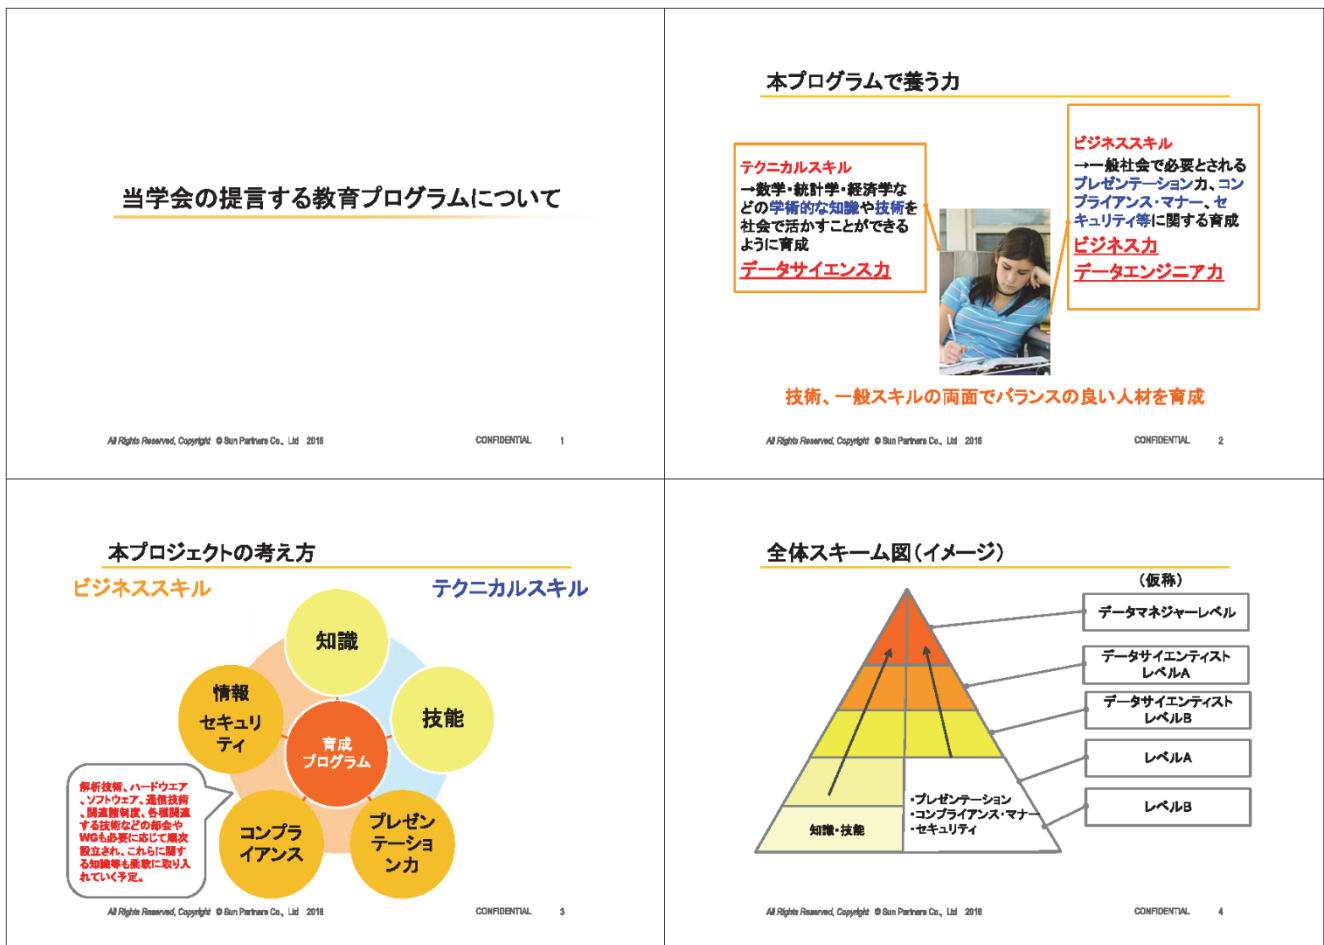 当学会の提言する教育プログラムについて
All Rights Reserved, Copyright © Sun Partners Co., Ltd 2016
CONFIDENTIAL
1
本プログラムで養う力
テクニカルスキル
→数学・統計学・経済学な
どの学術的な知識や技術を
社会で活かすことができる
ように育成
データサイエンス力
ビジネススキル
→一般社会で必要とされる
プレゼンテーション力、コン
プライアンス・マナー、セ
キュリティ等に関する育成
ビジネス力
データエンジニア力
技術、一般スキルの両面でバランスの良い人材を育成
All Rights Reserved, Copyright © Sun Partners Co., Ltd 2016
CONFIDENTIAL
2
本プロジェクトの考え方
ビジネススキル
テクニカルスキル
知識
情報
セキュリ
ティ
技能
育成
プログラム
解析技術、ハードウエア
、ソフトウェア、通信技術
、関連諸制度、各種関連
する技術などの部会や
WGも必要に応じて順次
設立され、これらに関す
る知識等も柔軟に取り入
れていく予定。
コンプラ
イアンス
プレゼン
テーショ
ン力
All Rights Reserved, Copyright © Sun Partners Co., Ltd 2016
CONFIDENTIAL
3
全体スキーム図(イメージ)
(仮称)
データマネジャーレベル
データサイエンティスト
レベルA
データサイエンティスト
レベルB
レベルA
レベルB
知識・技能
・プレゼンテーション
・コンプライアンス・マナー
・セキュリティ
All Rights Reserved, Copyright © Sun Partners Co., Ltd 2016
CONFIDENTIAL
4